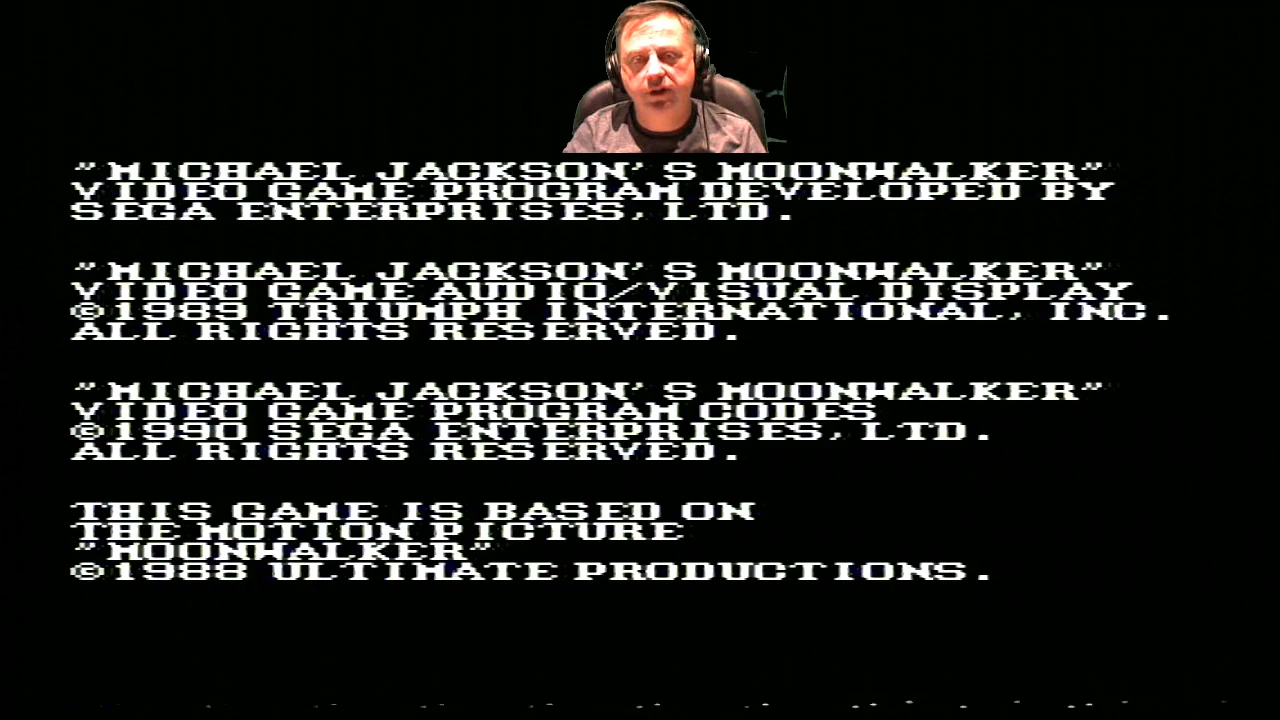 "MICHAEL JACKSON'S MOONWALKER"
VIDEO GAME PROGRAM DEVELOPED BY
SEGA ENTERPRISES, LTD.
"MICHAEL JACKSON'S MOONWALKER"
VIDEO GAME AUDIO/VISUAL DISPLAY
©1989 TRIUMPH INTERNATIONAL, INC.
ALL RIGHTS RESERVED.
"MICHAEL JACKSON'S MOONWALKER"
VIDEO GAME PROGRAM CODES
©1990 SEGA ENTERPRISES, LTD.
ALL RIGHTS RESERVED.
THIS GAME IS BASED ON
THE MOTION PICTURE
"MOONWALKER"
©1988 ULTIMATE PRODUCTIONS.